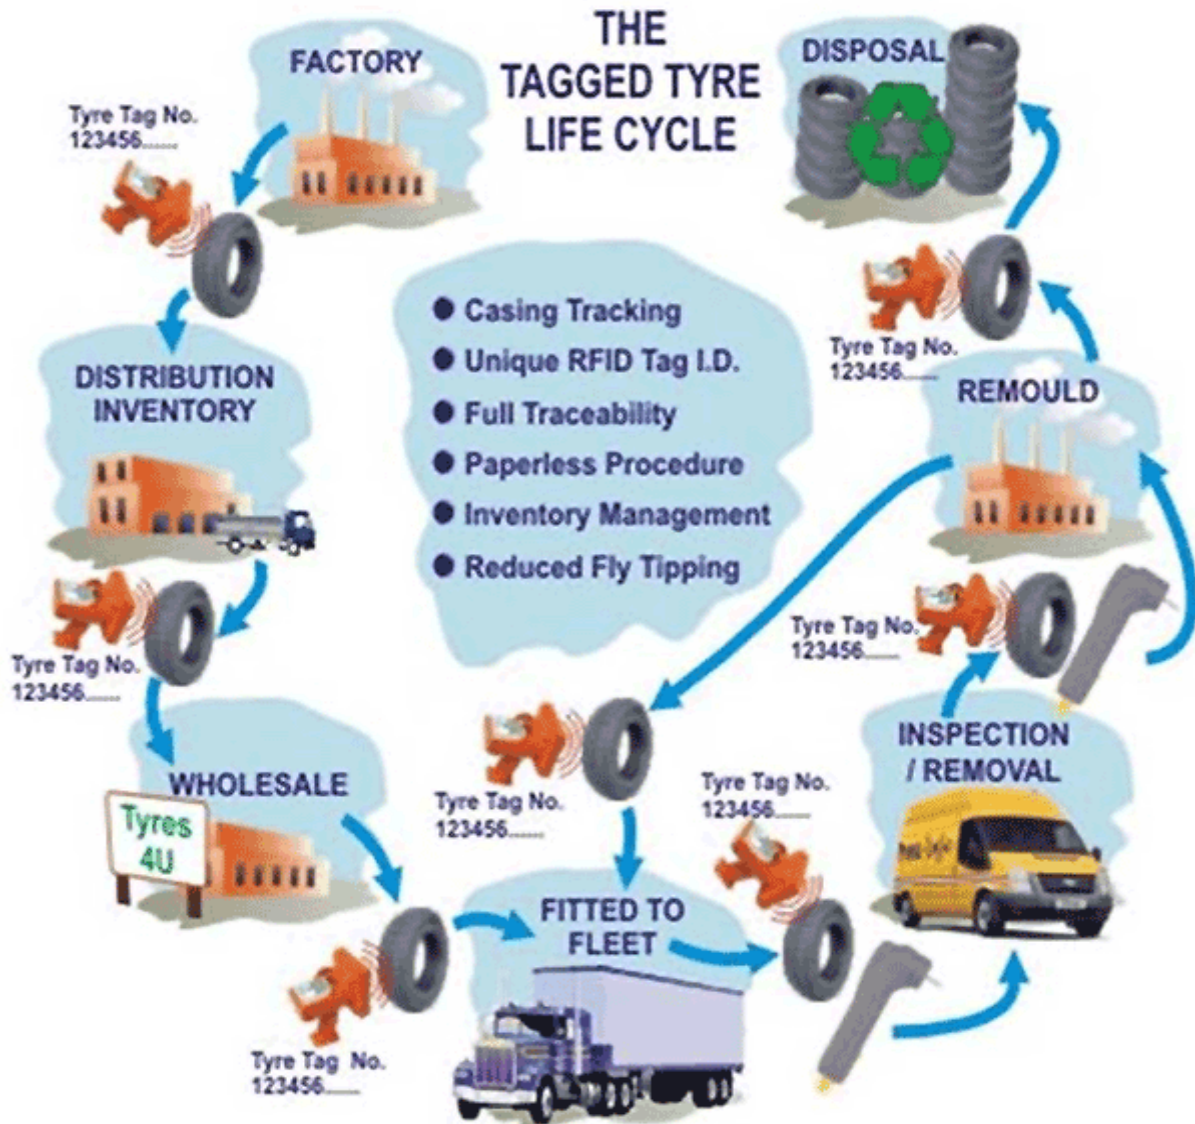 THE
TAGGED TYRE
LIFE CYCLE
FACTORY
Tyre Tag No.
123456......
DISTRIBUTION
INVENTORY
Tyre Tag No.
123456......
WHOLESALE
Tyres
4U
Tyre Tag No.
123456......
FITTED TO
FLEET
Tyre Tag No.
123456......
Tyre Tag No.
123456......
INSPECTION
/ REMOVAL
Tyre Tag No.
123456......
REMOULD
Tyre Tag No.
123456......
DISPOSAL
Casing Tracking
Unique RFID Tag I.D.
Full Traceability
Paperless Procedure
Inventory Management
Reduced Fly Tipping